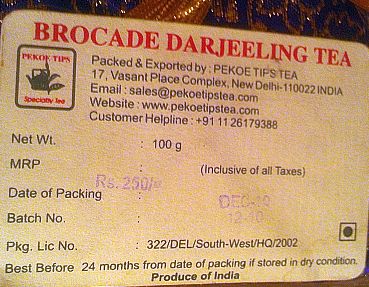 BROCADE DARJEELING TEA
PEKOE TIPS
Speciality Tea
Packed & Exported by : PEKOE TIPS TEA
17, Vasant Place Complex, New Delhi-110022 INDIA
Email : sales@pekoetipstea.com
Website : www.pekoetipstea.com
Customer Helpline : +91 11 26179388
Net Wt. : 100 g
MRP : Rs. 250/= (Inclusive of all Taxes)
Date of Packing :
Batch No. : 12-10
Pkg. Lic No. : 322/DEL/South-West/HQ/2002
Best Before 24 months from date of packing if stored in dry condition.
Produce of India